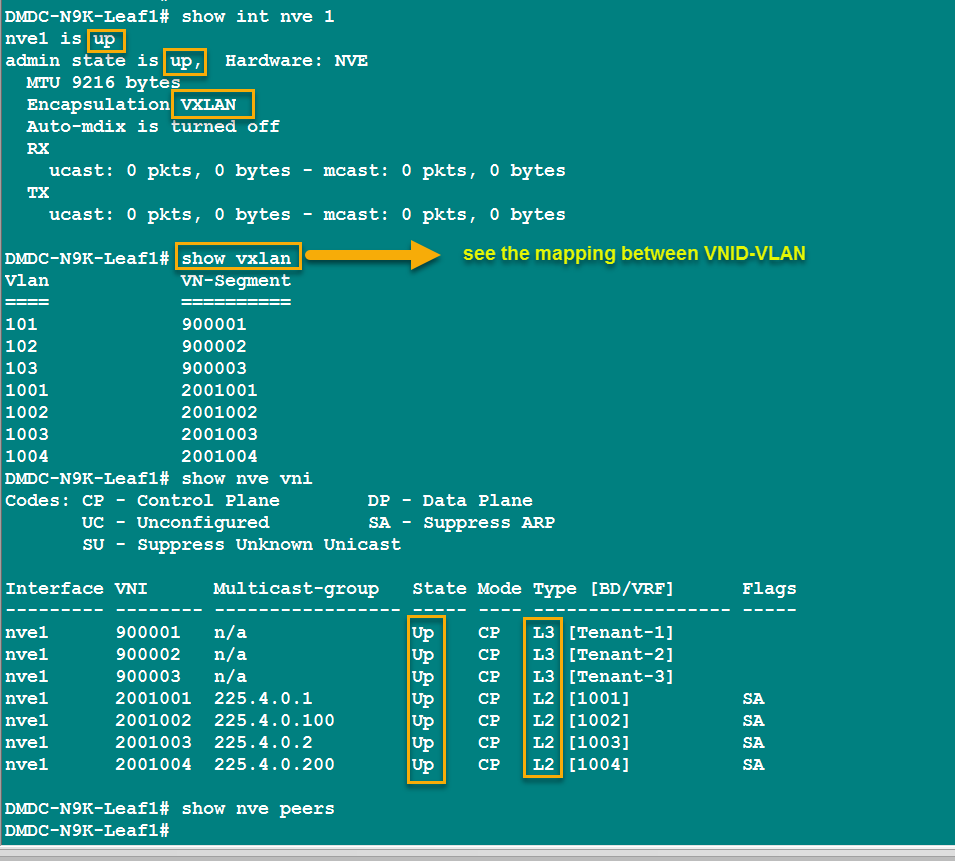 DMDC-N9K-Leaf1# show int nve 1
nve1 is up
admin state is up,  Hardware: NVE
  MTU 9216 bytes
  Encapsulation VXLAN
  Auto-mdix is turned off
  RX
    ucast: 0 pkts, 0 bytes - mcast: 0 pkts, 0 bytes
  TX
    ucast: 0 pkts, 0 bytes - mcast: 0 pkts, 0 bytes
DMDC-N9K-Leaf1# show vxlan see the mapping between VNID-VLAN
Vlan            VN-Segment
====            ==========
101             900001
102             900002
103             900003
1001            2001001
1002            2001002
1003            2001003
1004            2001004
DMDC-N9K-Leaf1# show nve vni
Codes: CP - Control Plane        DP - Data Plane
       UC - Unconfigured         SA - Suppress ARP
       SU - Suppress Unknown Unicast
Interface VNI      Multicast-group   State Mode Type [BD/VRF]      Flags
--------- -------- ----------------- ----- ---- ------------------ -----
nve1      900001   n/a               Up    CP   L3 [Tenant-1]
nve1      900002   n/a               Up    CP   L3 [Tenant-2]
nve1      900003   n/a               Up    CP   L3 [Tenant-3]
nve1      2001001  225.4.0.1         Up    CP   L2 [1001]          SA
nve1      2001002  225.4.0.100       Up    CP   L2 [1002]          SA
nve1      2001003  225.4.0.2         Up    CP   L2 [1003]          SA
nve1      2001004  225.4.0.200       Up    CP   L2 [1004]          SA
DMDC-N9K-Leaf1# show nve peers
DMDC-N9K-Leaf1#